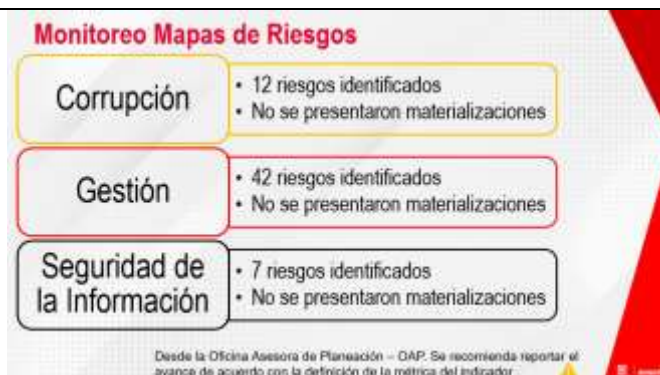 Monitoreo Mapas de Riesgos
Corrupción
• 12 riesgos identificados
• No se presentaron materializaciones
Gestión
• 42 riesgos identificados
• No se presentaron materializaciones
Seguridad de
la Información
• 7 riesgos identificados
• No se presentaron materializaciones
Desde la Oficina Asesora de Planeación – OAP. Se recomienda reportar el
avance de acuerdo con la definición de la métrica del indicador